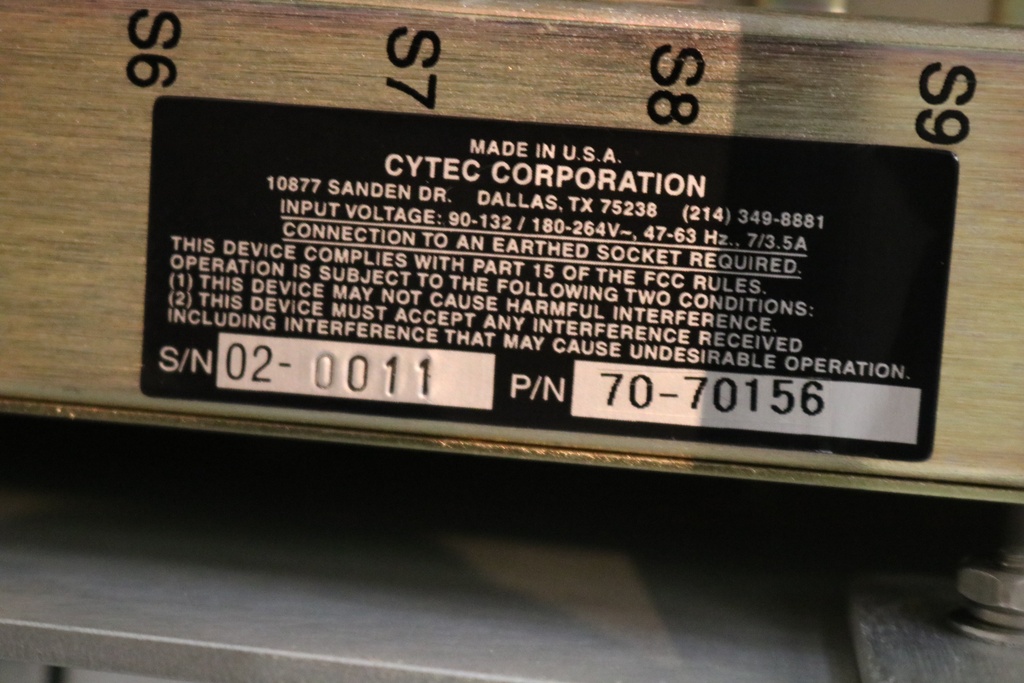 S6
S7
S8
S9
MADE IN U.S.A.
CYTEC CORPORATION
10877 SANDEN DR. DALLAS, TX 75238 (214) 349-8881
INPUT VOLTAGE: 90-132 / 180-264V~, 47-63 Hz., 7/3.5A
CONNECTION TO AN EARTHED SOCKET REQUIRED.
THIS DEVICE COMPLIES WITH PART 15 OF THE FCC RULES.
OPERATION IS SUBJECT TO THE FOLLOWING TWO CONDITIONS:
(1) THIS DEVICE MAY NOT CAUSE HARMFUL INTERFERENCE.
(2) THIS DEVICE MUST ACCEPT ANY INTERFERENCE RECEIVED
INCLUDING INTERFERENCE THAT MAY CAUSE UNDESIRABLE OPERATION.
S/N 02- 0011 P/N 70-70156